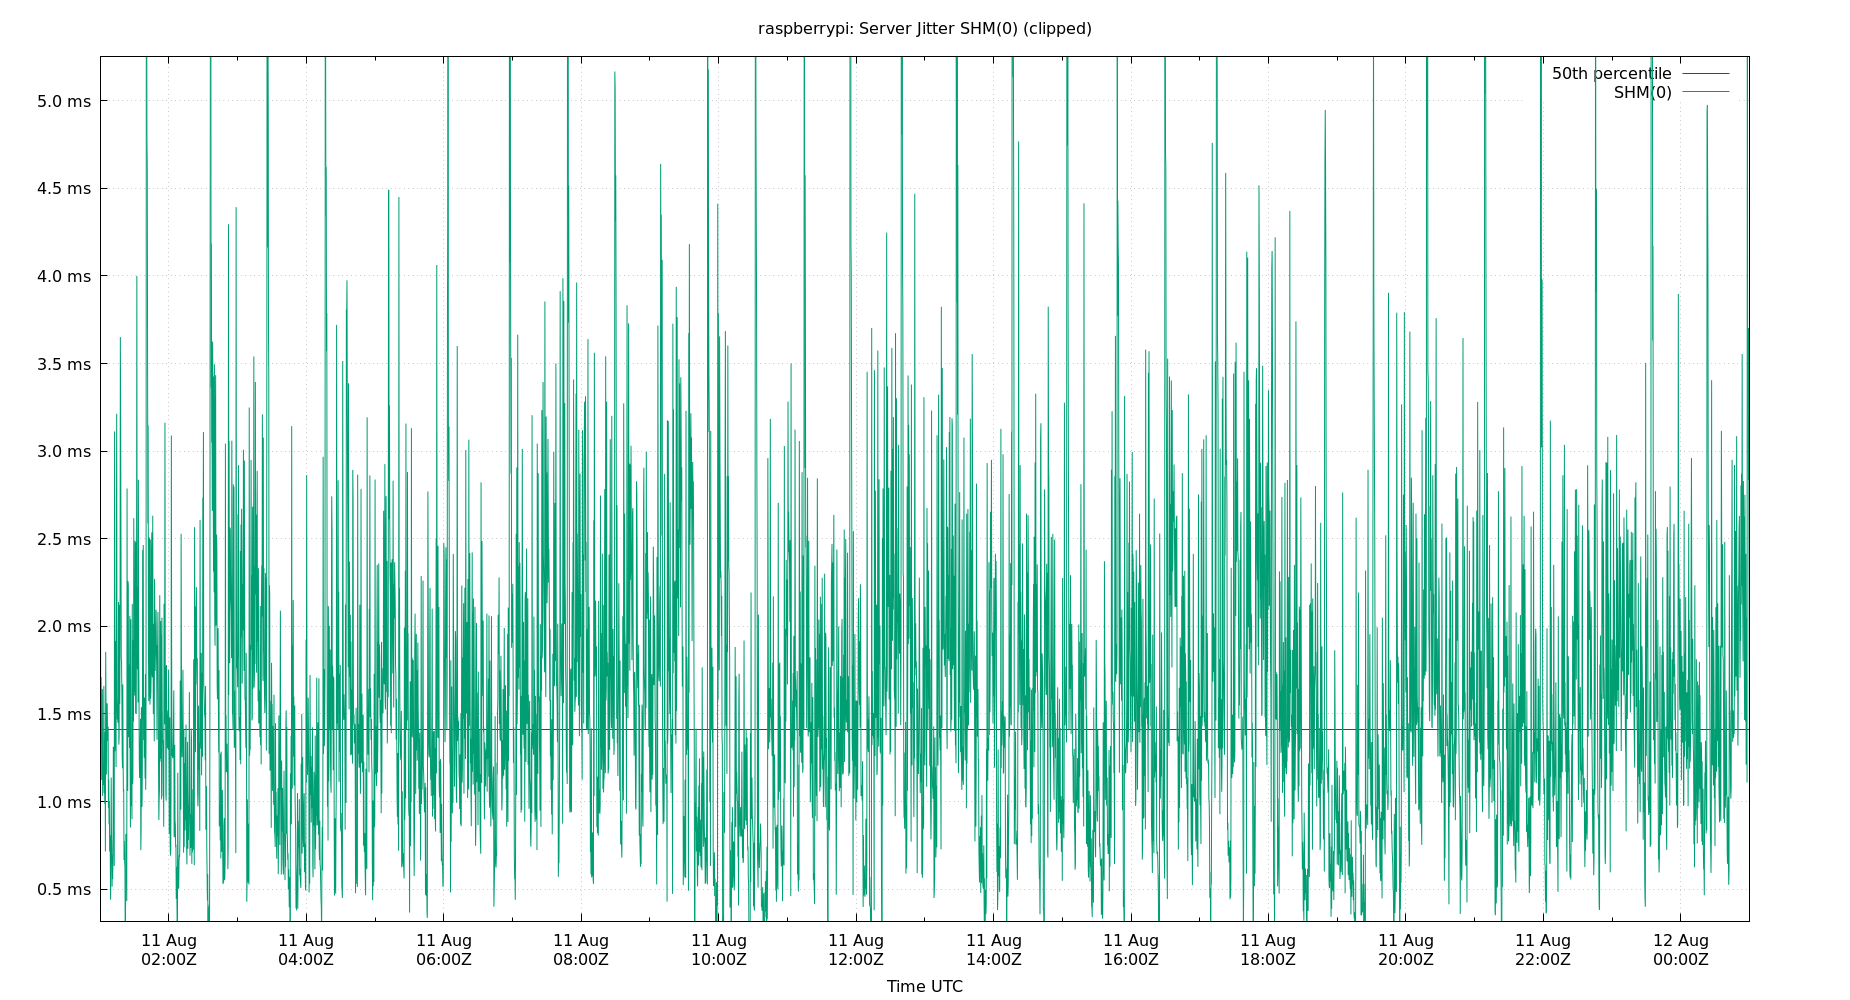 raspberrypi: Server Jitter SHM(0) (clipped)
50th percentile
SHM(0)
5.0 ms
4.5 ms
4.0 ms
3.5 ms
3.0 ms
2.5 ms
2.0 ms
1.5 ms
1.0 ms
0.5 ms
11 Aug 11 Aug 11 Aug 11 Aug 11 Aug 11 Aug 11 Aug 11 Aug 11 Aug 11 Aug 11 Aug 12 Aug
02:00Z 04:00Z 06:00Z 08:00Z 10:00Z 12:00Z 14:00Z 16:00Z 18:00Z 20:00Z 22:00Z 00:00Z
Time UTC